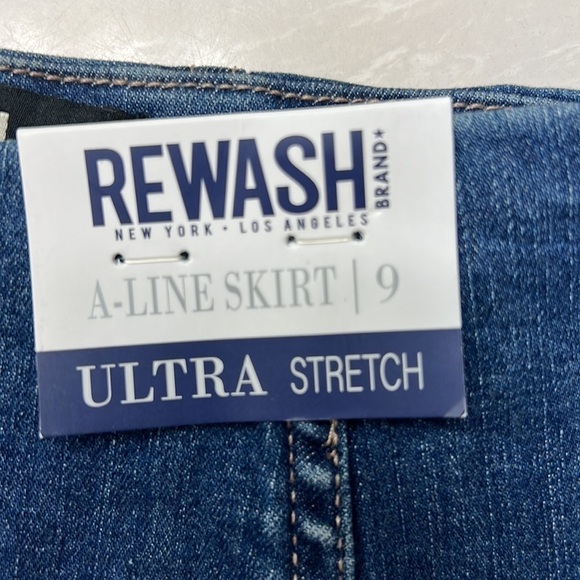 REWASH BRAND★
NEW YORK • LOS ANGELES
A-LINE SKIRT | 9
ULTRA STRETCH